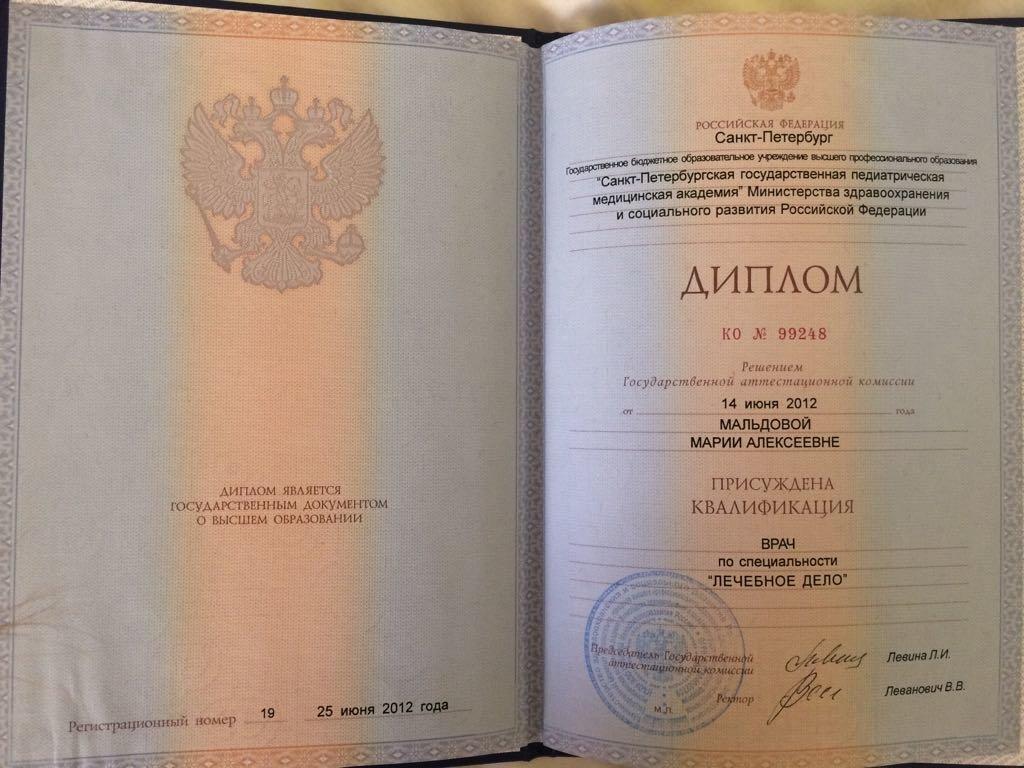 ДИПЛОМ ЯВЛЯЕТСЯ
ГОСУДАРСТВЕННЫМ ДОКУМЕНТОМ
О ВЫСШЕМ ОБРАЗОВАНИИ
Регистрационный номер 19 25 июня 2012 года
РОССИЙСКАЯ ФЕДЕРАЦИЯ
Санкт-Петербург
Государственное бюджетное образовательное учреждение высшего профессионального образования
"Санкт-Петербургская государственная педиатрическая
медицинская академия" Министерства здравоохранения
и социального развития Российской Федерации
ДИПЛОМ
КО № 99248
Решением
Государственной аттестационной комиссии
от 14 июня 2012 года
МАЛЬДОВОЙ
МАРИИ АЛЕКСЕЕВНЕ
ПРИСУЖДЕНА
КВАЛИФИКАЦИЯ
ВРАЧ
по специальности
"ЛЕЧЕБНОЕ ДЕЛО"
Председатель Государственной
аттестационной комиссии Левина Л.И.
Ректор Леванович В.В.
М.П.